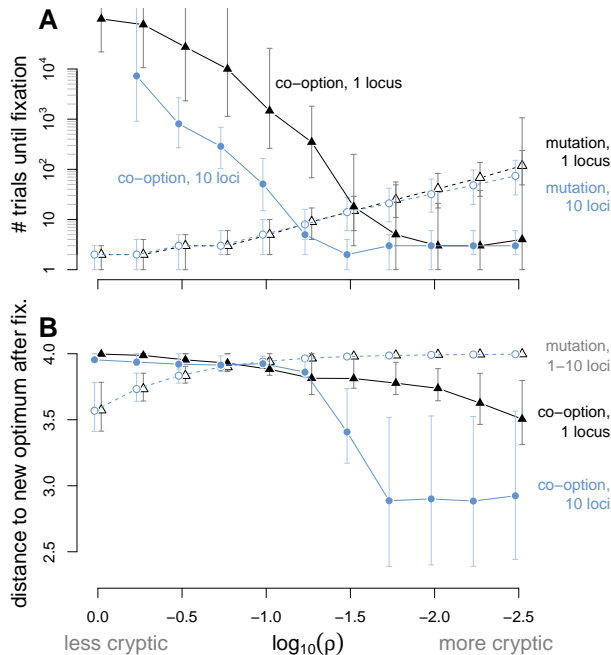 A
# trials until fixation
10⁴
10³
10²
10
1
co−option, 1 locus
co−option, 10 loci
mutation,
1 locus
mutation,
10 loci
B
distance to new optimum after fix.
4.0
3.5
3.0
2.5
mutation,
1−10 loci
co−option,
1 locus
co−option,
10 loci
0.0 −0.5 −1.0 −1.5 −2.0 −2.5
less cryptic log₁₀(ρ) more cryptic